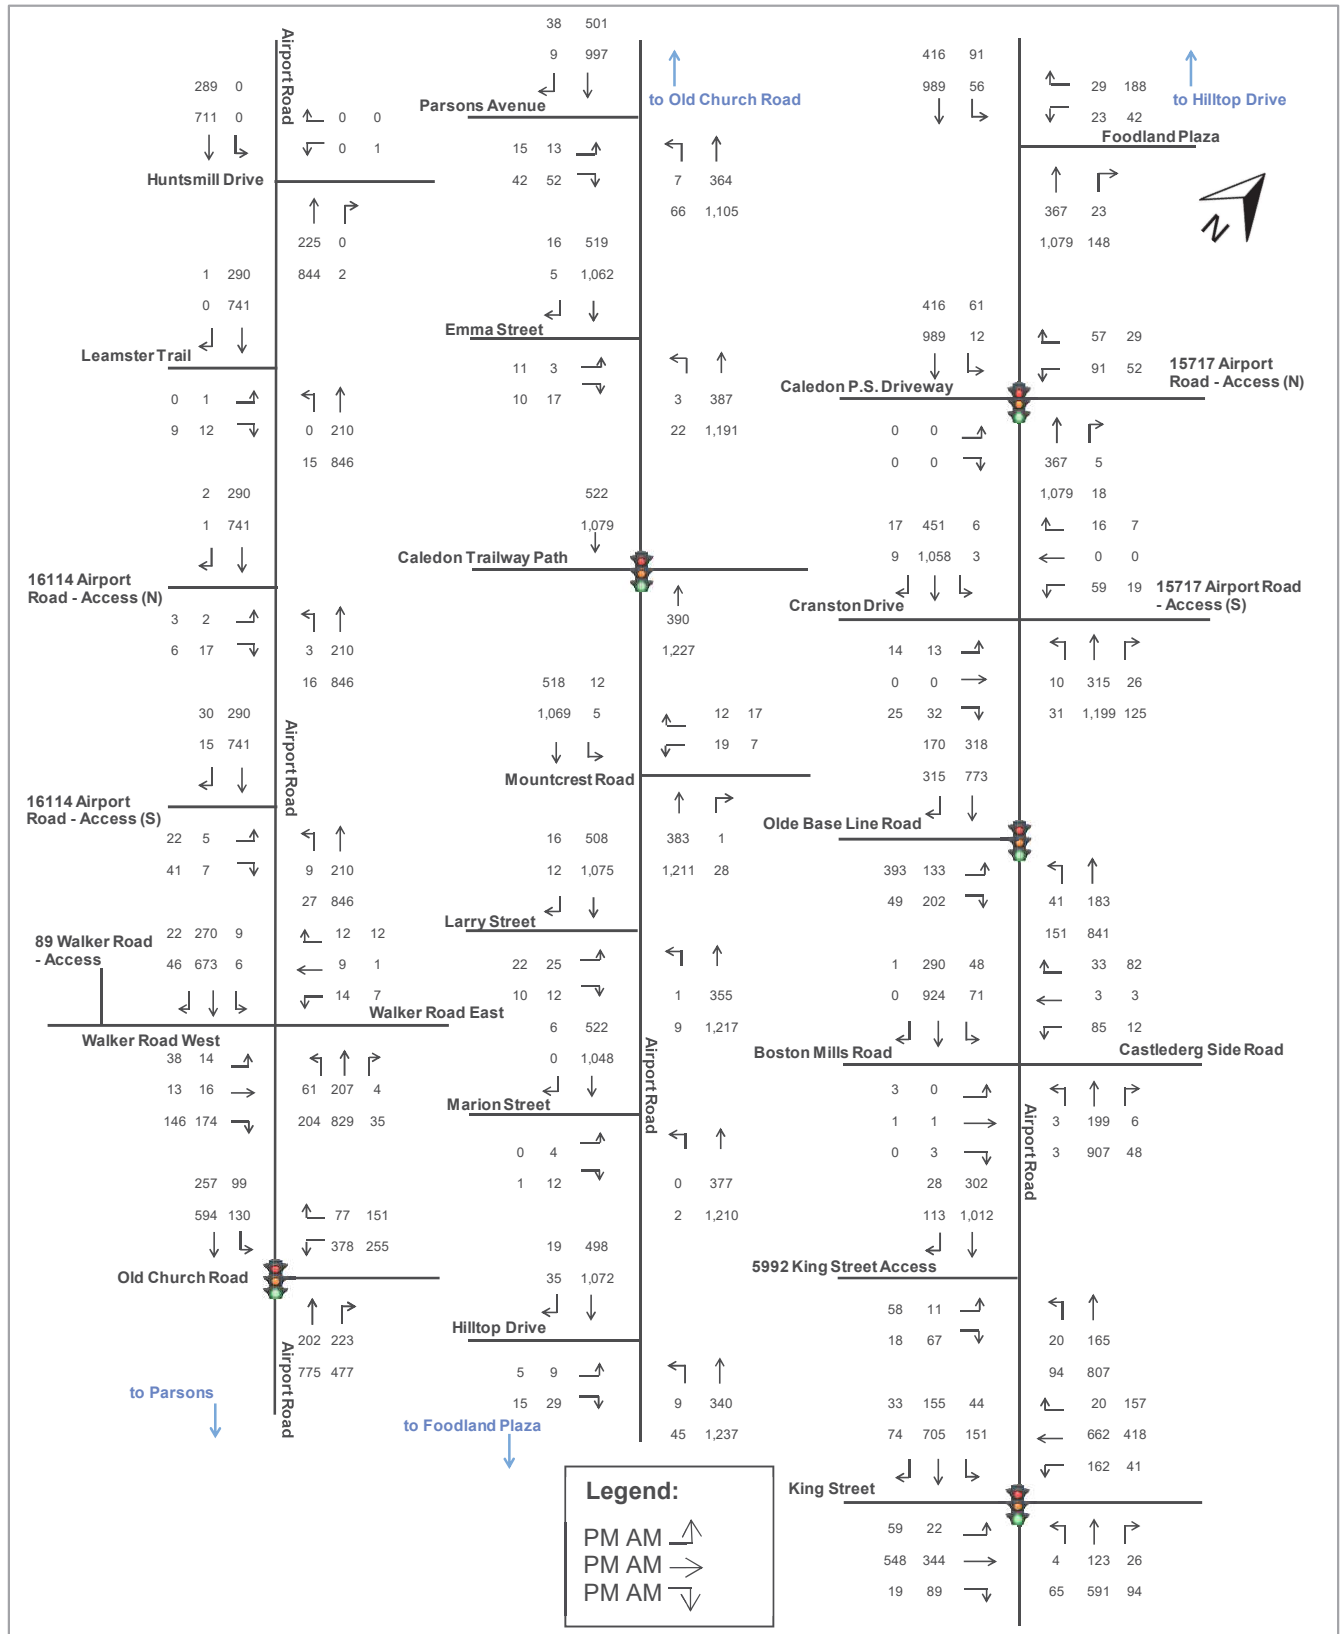 Airport Road
289 0
711 0
0 0
0 1
Huntsmill Drive
225 0
844 2
1 290
0 741
Leamster Trail
0 1
9 12
0 210
15 846
2 290
1 741
16114 Airport
Road - Access (N)
3 2
6 17
3 210
16 846
30 290
15 741
Airport Road
16114 Airport
Road - Access (S)
22 5
41 7
9 210
27 846
89 Walker Road
- Access
22 270 9
46 673 6
12 12
9 1
14 7
Walker Road East
Walker Road West
38 14
13 16
146 174
61 207 4
204 829 35
257 99
594 130
77 151
378 255
Old Church Road
202 223
775 477
Airport Road
to Parsons
38 501
9 997
to Old Church Road
Parsons Avenue
15 13
42 52
7 364
66 1,105
16 519
5 1,062
Emma Street
11 3
10 17
3 387
22 1,191
522
1,079
Caledon Trailway Path
390
1,227
518 12
1,069 5
12 17
19 7
Mountcrest Road
383 1
1,211 28
16 508
12 1,075
Larry Street
22 25
10 12
1 355
9 1,217
6 522
0 1,048
Airport Road
Marion Street
0 4
1 12
0 377
2 1,210
19 498
35 1,072
Hilltop Drive
5 9
15 29
9 340
45 1,237
to Foodland Plaza
416 91
989 56
29 188
23 42
to Hilltop Drive
Foodland Plaza
367 23
1,079 148
N
416 61
989 12
57 29
91 52
Caledon P.S. Driveway
15717 Airport
Road - Access (N)
0 0
0 0
367 5
1,079 18
17 451 6
9 1,058 3
16 7
0 0
59 19
Cranston Drive
15717 Airport Road
- Access (S)
14 13
0 0
25 32
10 315 26
31 1,199 125
170 318
315 773
Olde Base Line Road
393 133
49 202
41 183
151 841
1 290 48
0 924 71
33 82
3 3
85 12
Boston Mills Road
Castlederg Side Road
3 0
1 1
0 3
3 199 6
3 907 48
Airport Road
28 302
113 1,012
5992 King Street Access
58 11
18 67
20 165
94 807
33 155 44
74 705 151
20 157
662 418
162 41
King Street
59 22
548 344
19 89
4 123 26
65 591 94
Legend:
PM AM
PM AM
PM AM